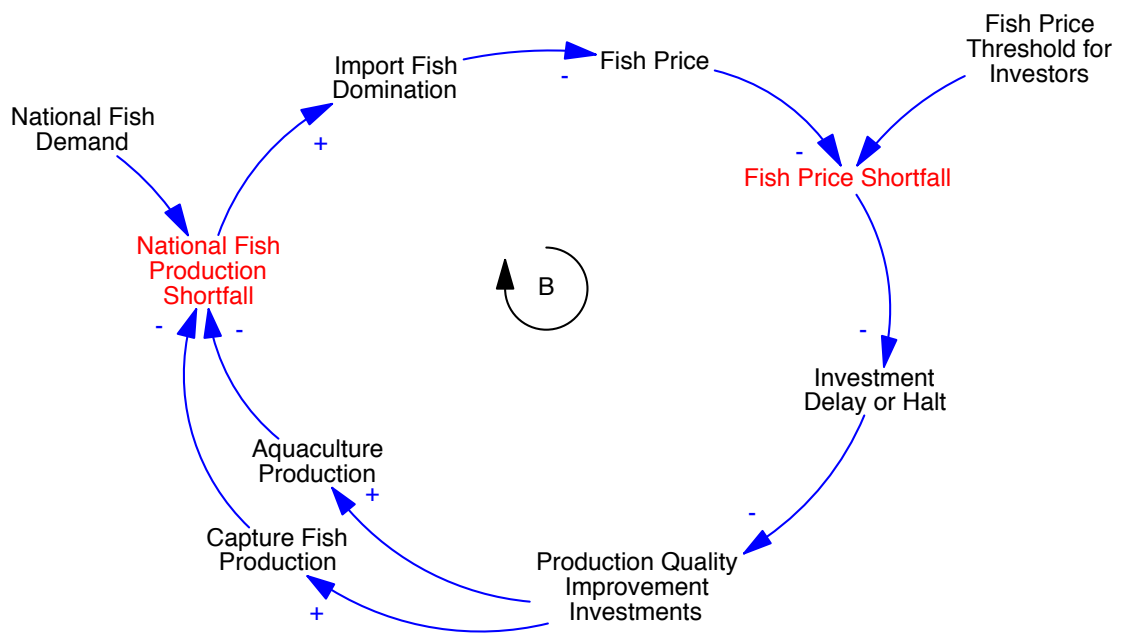 Fish Price
Threshold for
Investors
Import Fish
Domination
Fish Price
-
+
National Fish
Demand
-
Fish Price Shortfall
National Fish
Production
Shortfall
B
-
-
-
Investment
Delay or Halt
Aquaculture
Production
+
-
Capture Fish
Production
Production Quality
Improvement
Investments
+